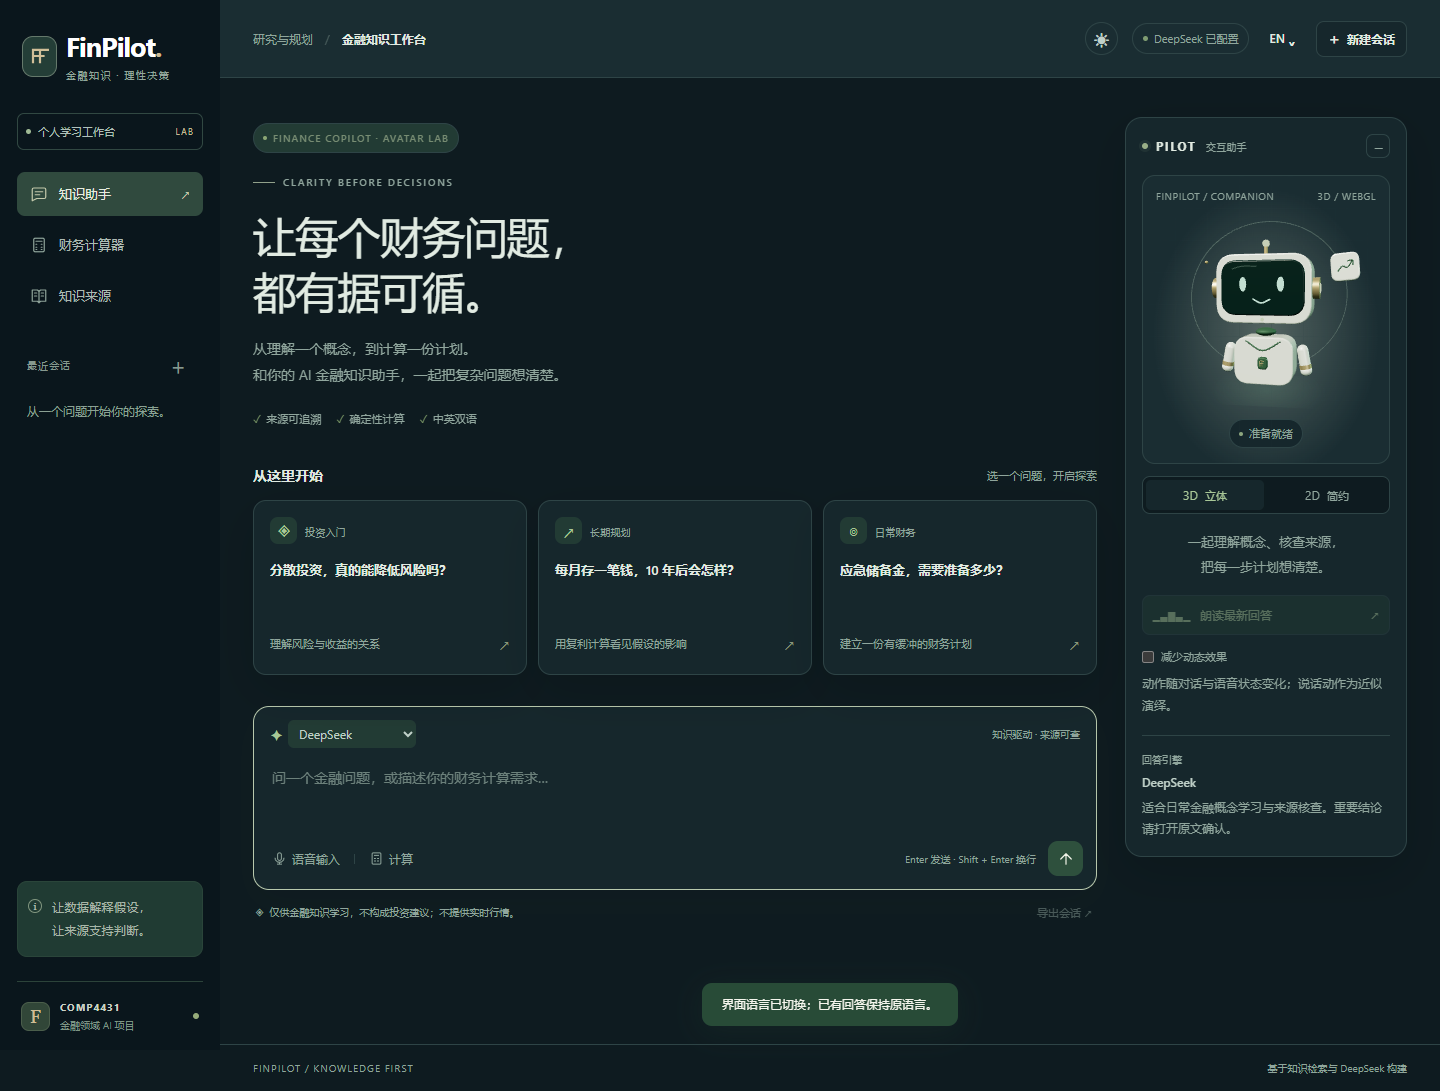 FinPilot.
金融知识 · 理性决策
个人学习工作台 LAB
知识助手 ↗
财务计算器
知识来源
最近会话 +
从一个问题开始你的探索。
让数据解释假设，
让来源支持判断。
F COMP4431
金融领域 AI 项目
研究与规划 / 金融知识工作台
DeepSeek 已配置
EN
+ 新建会话
FINANCE COPILOT · AVATAR LAB
CLARITY BEFORE DECISIONS
让每个财务问题，
都有据可循。
从理解一个概念，到计算一份计划。
和你的 AI 金融知识助手，一起把复杂问题想清楚。
✓ 来源可追溯 ✓ 确定性计算 ✓ 中英双语
从这里开始 选一个问题，开启探索
投资入门
分散投资，真的能降低风险吗？
理解风险与收益的关系 ↗
长期规划
每月存一笔钱，10 年后会怎样？
用复利计算看见假设的影响 ↗
日常财务
应急储备金，需要准备多少？
建立一份有缓冲的财务计划 ↗
DeepSeek 知识驱动 · 来源可查
问一个金融问题，或描述你的财务计算需求...
语音输入 计算 Enter 发送 · Shift + Enter 换行
仅供金融知识学习，不构成投资建议；不提供实时行情。 导出会话 ↗
界面语言已切换；已有回答保持原语言。
PILOT 交互助手
FINPILOT / COMPANION 3D / WEBGL
准备就绪
3D 立体 2D 简约
一起理解概念、核查来源，
把每一步计划想清楚。
朗读最新回答 ↗
减少动态效果
动作随对话与语音状态变化；说话动作为近似
演绎。
回答引擎
DeepSeek
适合日常金融概念学习与来源核查。重要结论
请打开原文确认。
FINPILOT / KNOWLEDGE FIRST 基于知识检索与 DeepSeek 构建